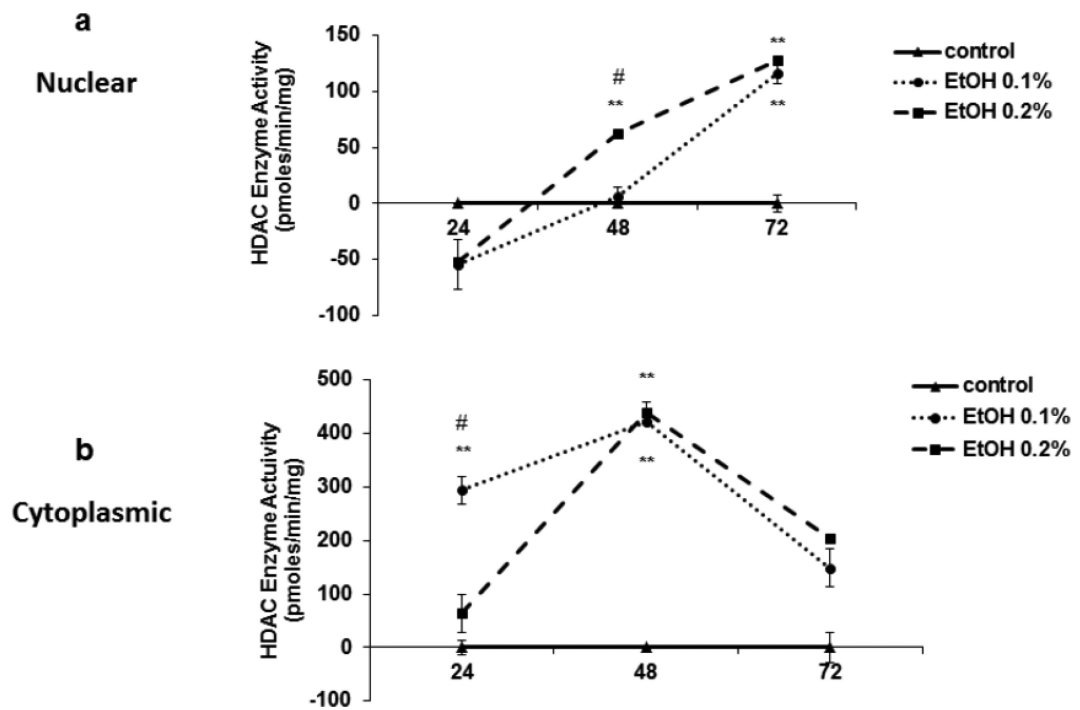 a
Nuclear
HDAC Enzyme Activity
(pmoles/min/mg)
150
100
50
0
-50
-100
24
48
72
#
**
**
**
control
EtOH 0.1%
EtOH 0.2%
b
Cytoplasmic
HDAC Enzyme Actuivity
(pmoles/min/mg)
500
400
300
200
100
0
-100
24
48
72
#
**
**
**
control
EtOH 0.1%
EtOH 0.2%